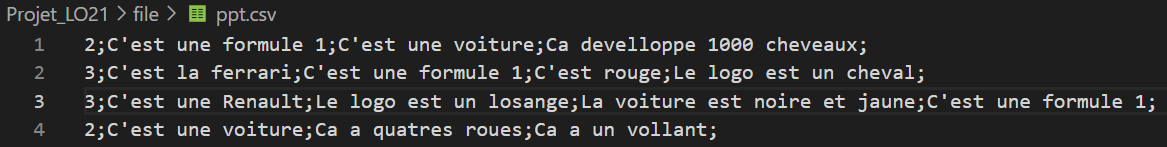 Projet_LO21 > file > ppt.csv
1 2;C'est une formule 1;C'est une voiture;Ca develloppe 1000 cheveaux;
2 3;C'est la ferrari;C'est une formule 1;C'est rouge;Le logo est un cheval;
3 3;C'est une Renault;Le logo est un losange;La voiture est noire et jaune;C'est une formule 1;
4 2;C'est une voiture;Ca a quatres roues;Ca a un vollant;